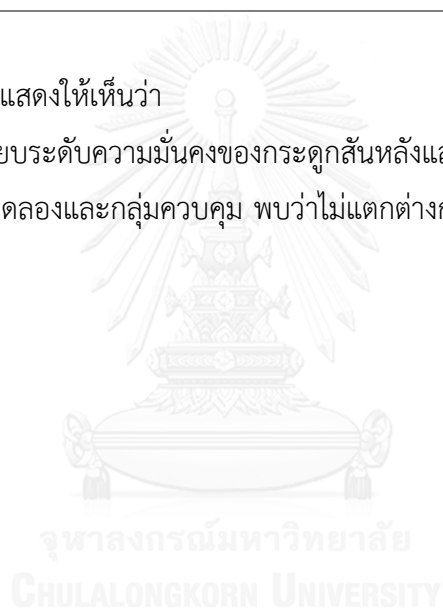 แสดงให้เห็นว่า
ยบระดับความมั่นคงของกระดูกสันหลังแล
ดลองและกลุ่มควบคุม พบว่าไม่แตกต่างก
จุฬาลงกรณ์มหาวิทยาลัย
CHULALONGKORN UNIVERSITY